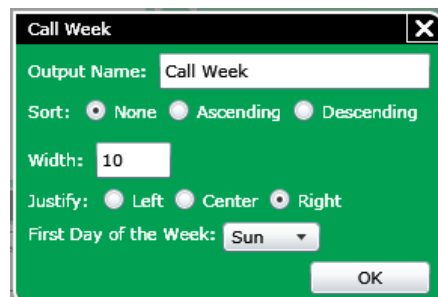 Call Week
Output Name: Call Week
Sort: None Ascending Descending
Width: 10
Justify: Left Center Right
First Day of the Week: Sun
OK